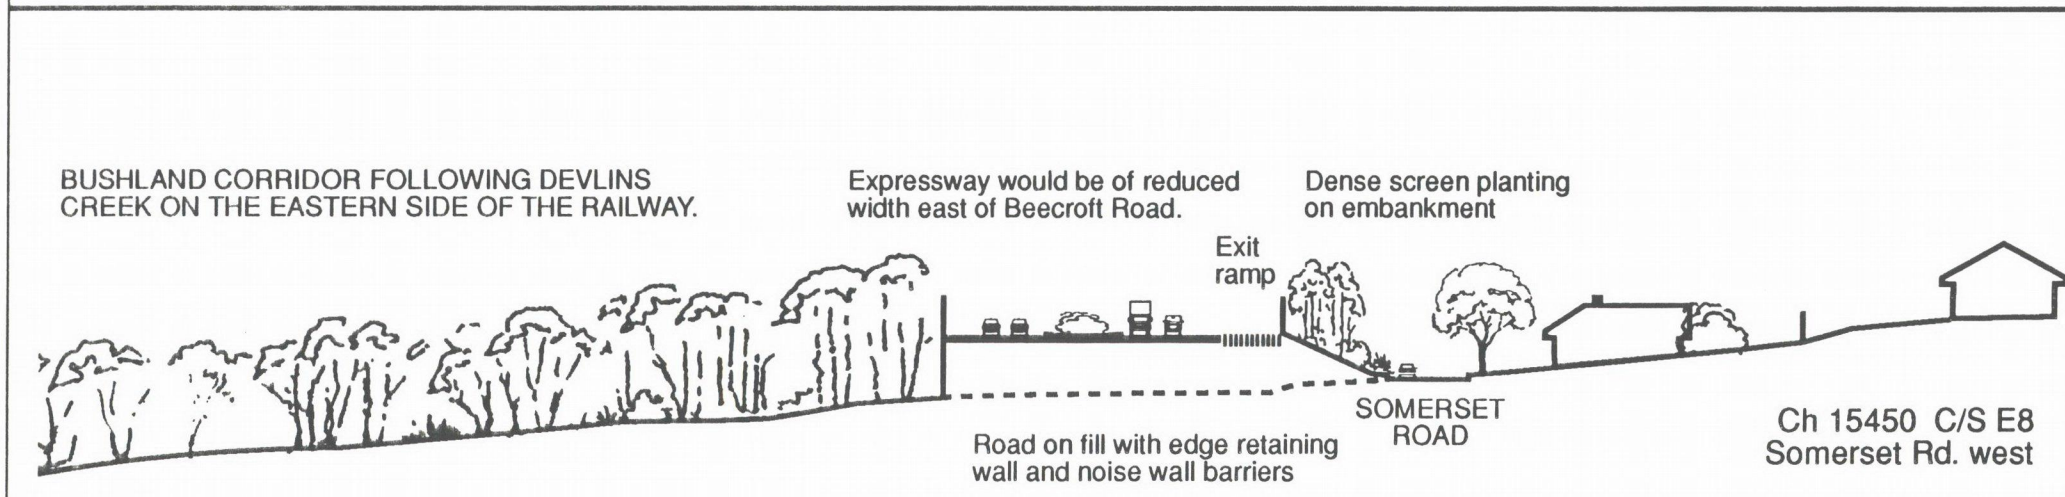 BUSHLAND CORRIDOR FOLLOWING DEVLINS
CREEK ON THE EASTERN SIDE OF THE RAILWAY.
Expressway would be of reduced
width east of Beecroft Road.
Dense screen planting
on embankment
Exit
ramp
SOMERSET
ROAD
Road on fill with edge retaining
wall and noise wall barriers
Ch 15450 C/S E8
Somerset Rd. west